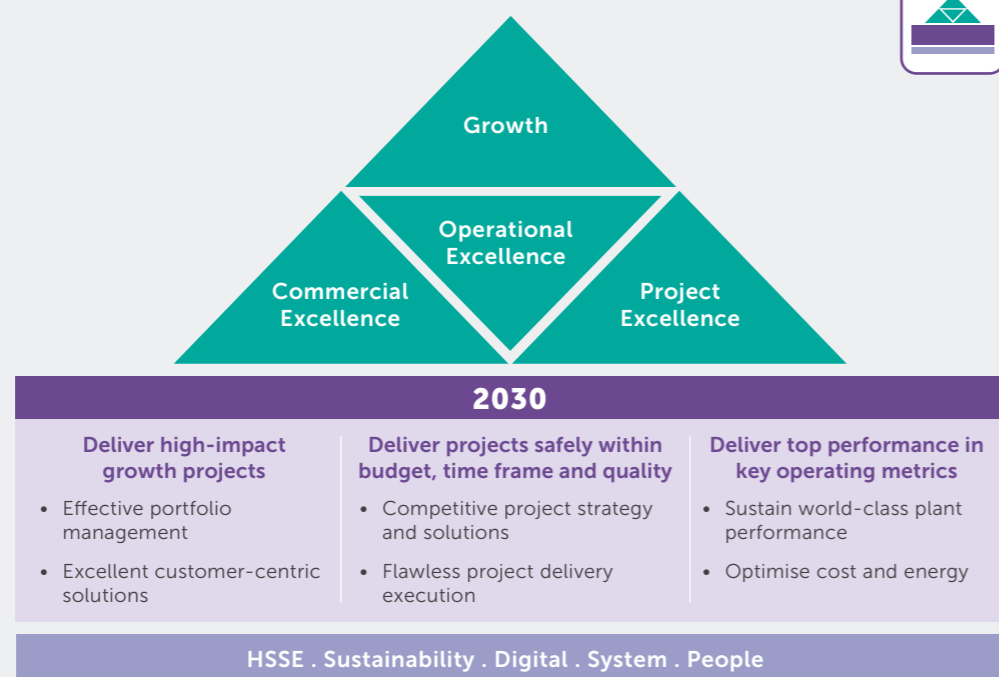 Growth
Operational
Excellence
Commercial
Excellence
Project
Excellence
2030
Deliver high-impact
growth projects
• Effective portfolio
management
• Excellent customer-centric
solutions
Deliver projects safely within
budget, time frame and quality
• Competitive project strategy
and solutions
• Flawless project delivery
execution
Deliver top performance in
key operating metrics
• Sustain world-class plant
performance
• Optimise cost and energy
HSSE . Sustainability . Digital . System . People